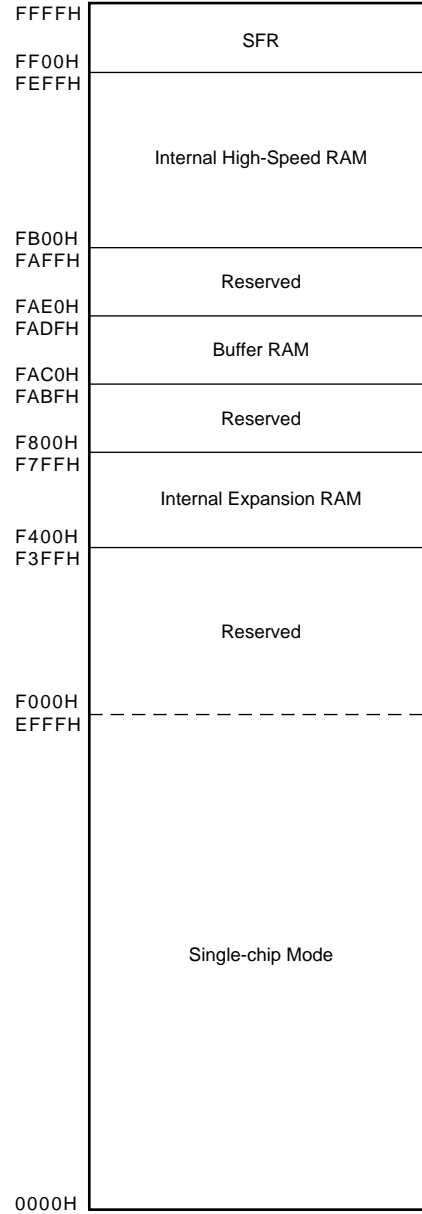 FFFFH
SFR
FF00H
FEFFH
Internal High-Speed RAM
FB00H
FAFFH
Reserved
FAE0H
FADFH
Buffer RAM
FAC0H
FABFH
Reserved
F800H
F7FFH
Internal Expansion RAM
F400H
F3FFH
Reserved
F000H
EFFFH
Single-chip Mode
0000H